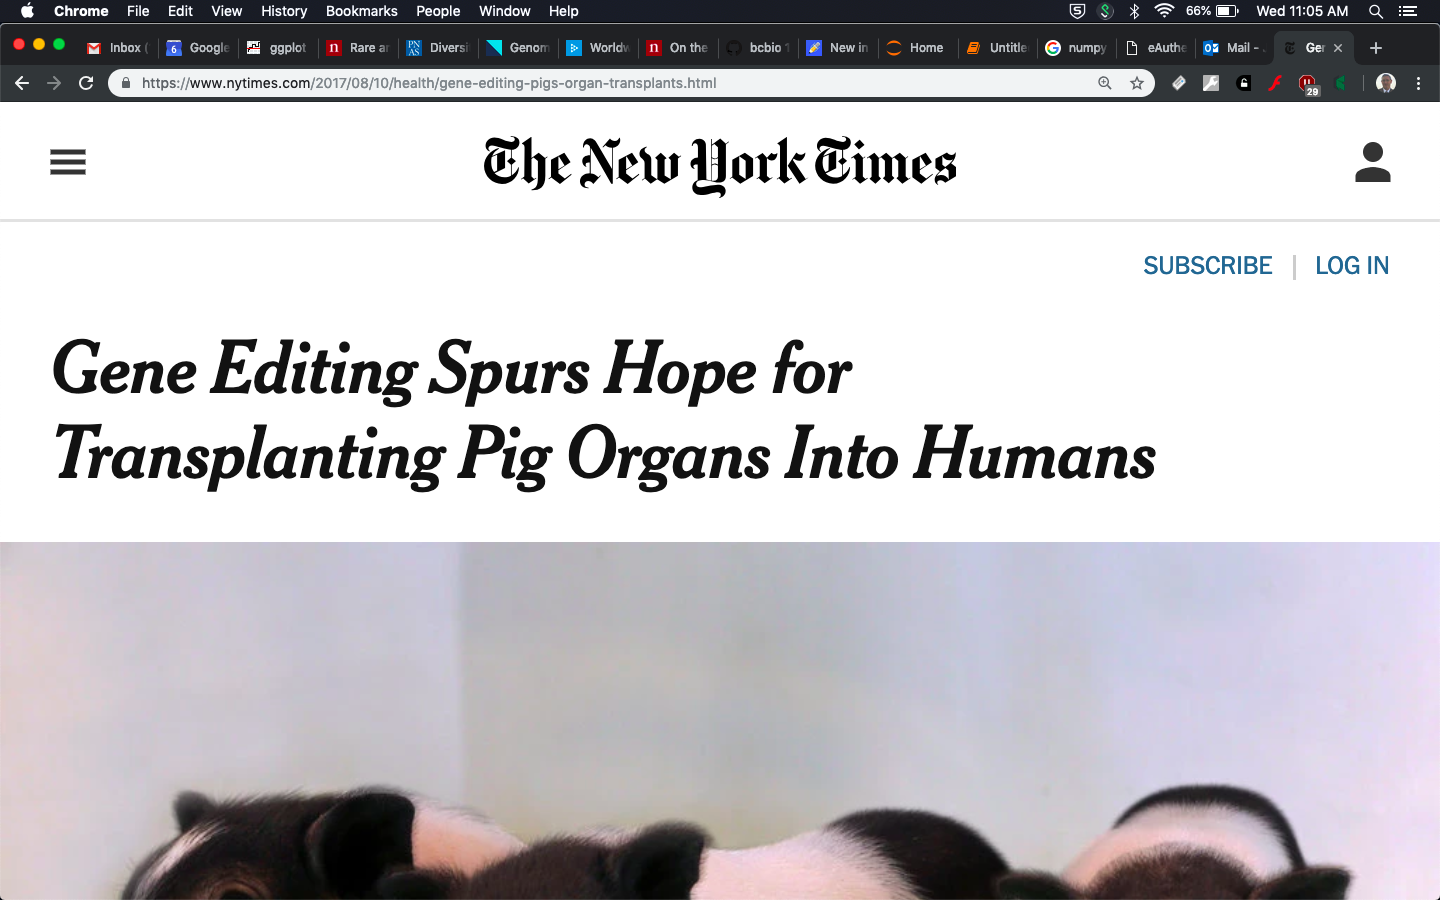 Chrome File Edit View History Bookmarks People Window Help 66% Wed 11:05 AM
Inbox ( Google ggplot Rare ar Diversi Genom Worldw On the bcbio New in Home Untitle numpy eAuthe Mail - Ger
https://www.nytimes.com/2017/08/10/health/gene-editing-pigs-organ-transplants.html 29
The New York Times
SUBSCRIBE | LOG IN
Gene Editing Spurs Hope for
Transplanting Pig Organs Into Humans